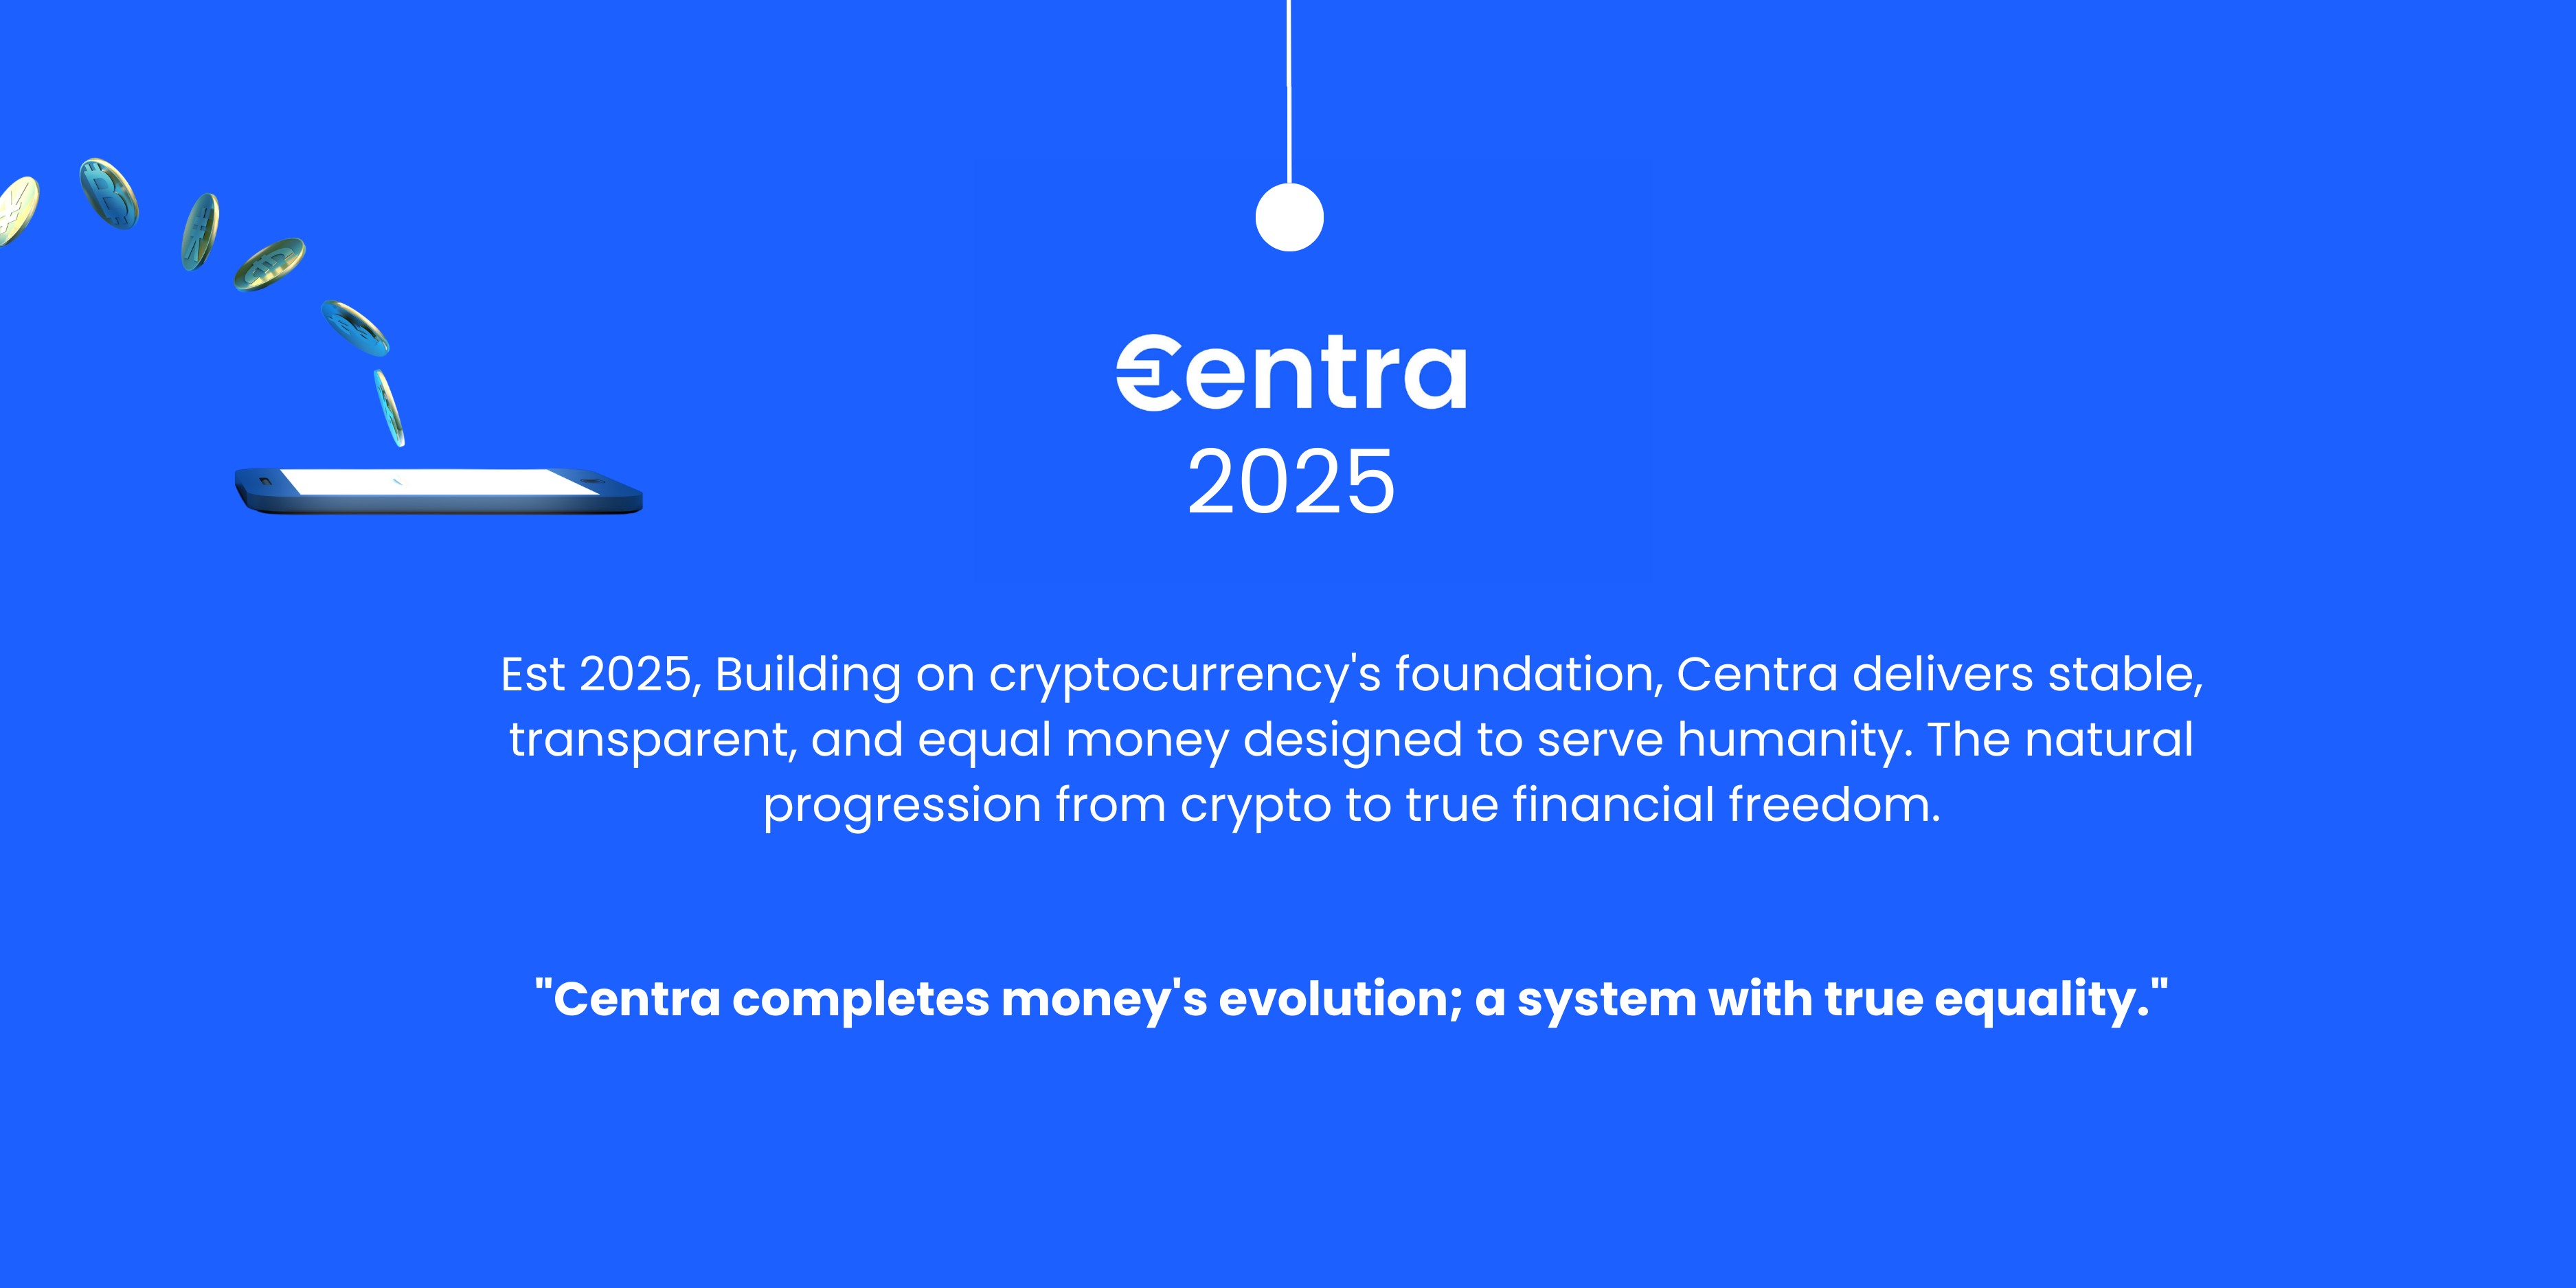 Centra
2025
Est 2025, Building on cryptocurrency's foundation, Centra delivers stable,
transparent, and equal money designed to serve humanity. The natural
progression from crypto to true financial freedom.
"Centra completes money's evolution; a system with true equality."